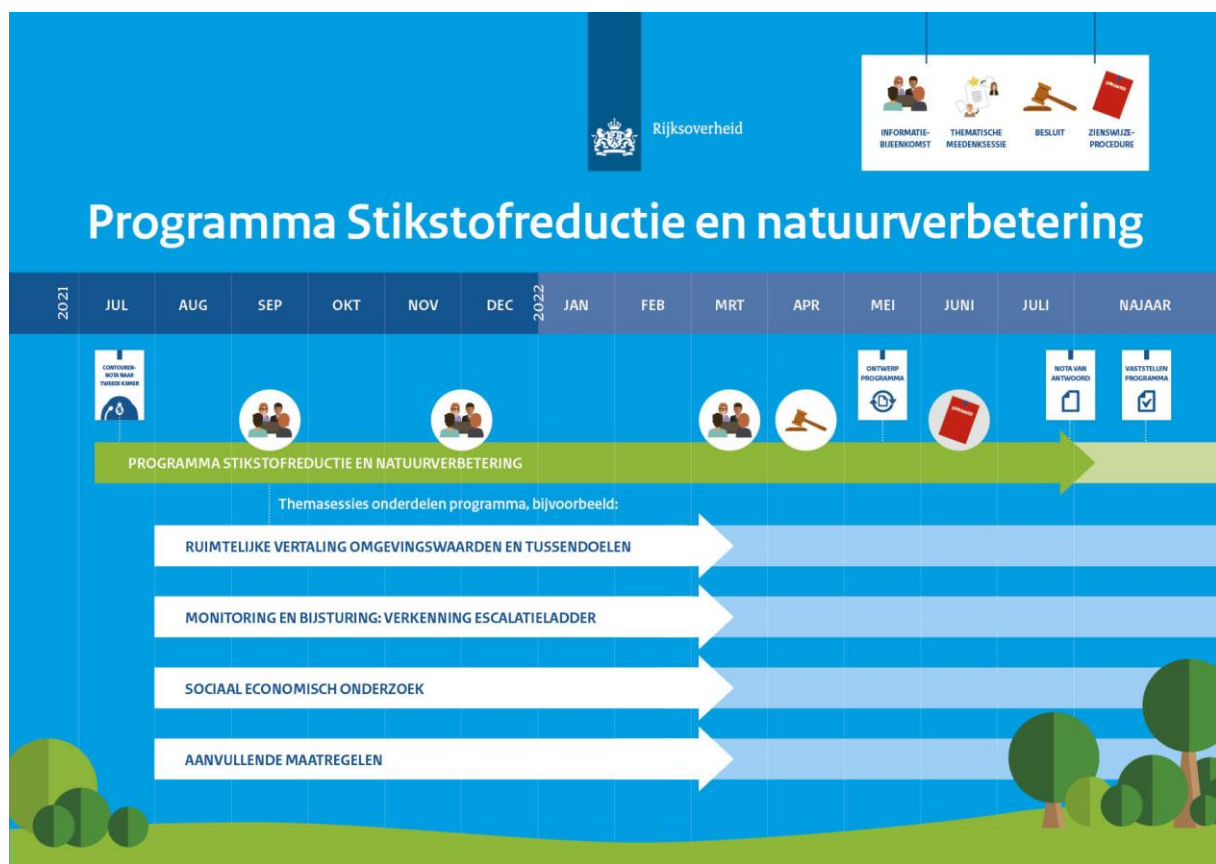 Rijksoverheid
INFORMATIE-
BIJEENKOMST
THEMATISCHE
MEEDENKSESSIE
BESLUIT
ZIENSWIJZE-
PROCEDURE
Programma Stikstofreductie en natuurverbetering
2021 JUL AUG SEP OKT NOV DEC 2022 JAN FEB MRT APR MEI JUNI JULI NAJAAR
CONTOUREN-
NOTA NAAR
TWEEDE KAMER
ONTWERP
PROGRAMMA
NOTA VAN
ANTWOORD
VASTSTELLEN
PROGRAMMA
PROGRAMMA STIKSTOFREDUCTIE EN NATUURVERBETERING
Themasessies onderdelen programma, bijvoorbeeld:
RUIMTELIJKE VERTALING OMGEVINGSWAARDEN EN TUSSENDOELEN
MONITORING EN BIJSTURING: VERKENNING ESCALATIELADDER
SOCIAAL ECONOMISCH ONDERZOEK
AANVULLENDE MAATREGELEN